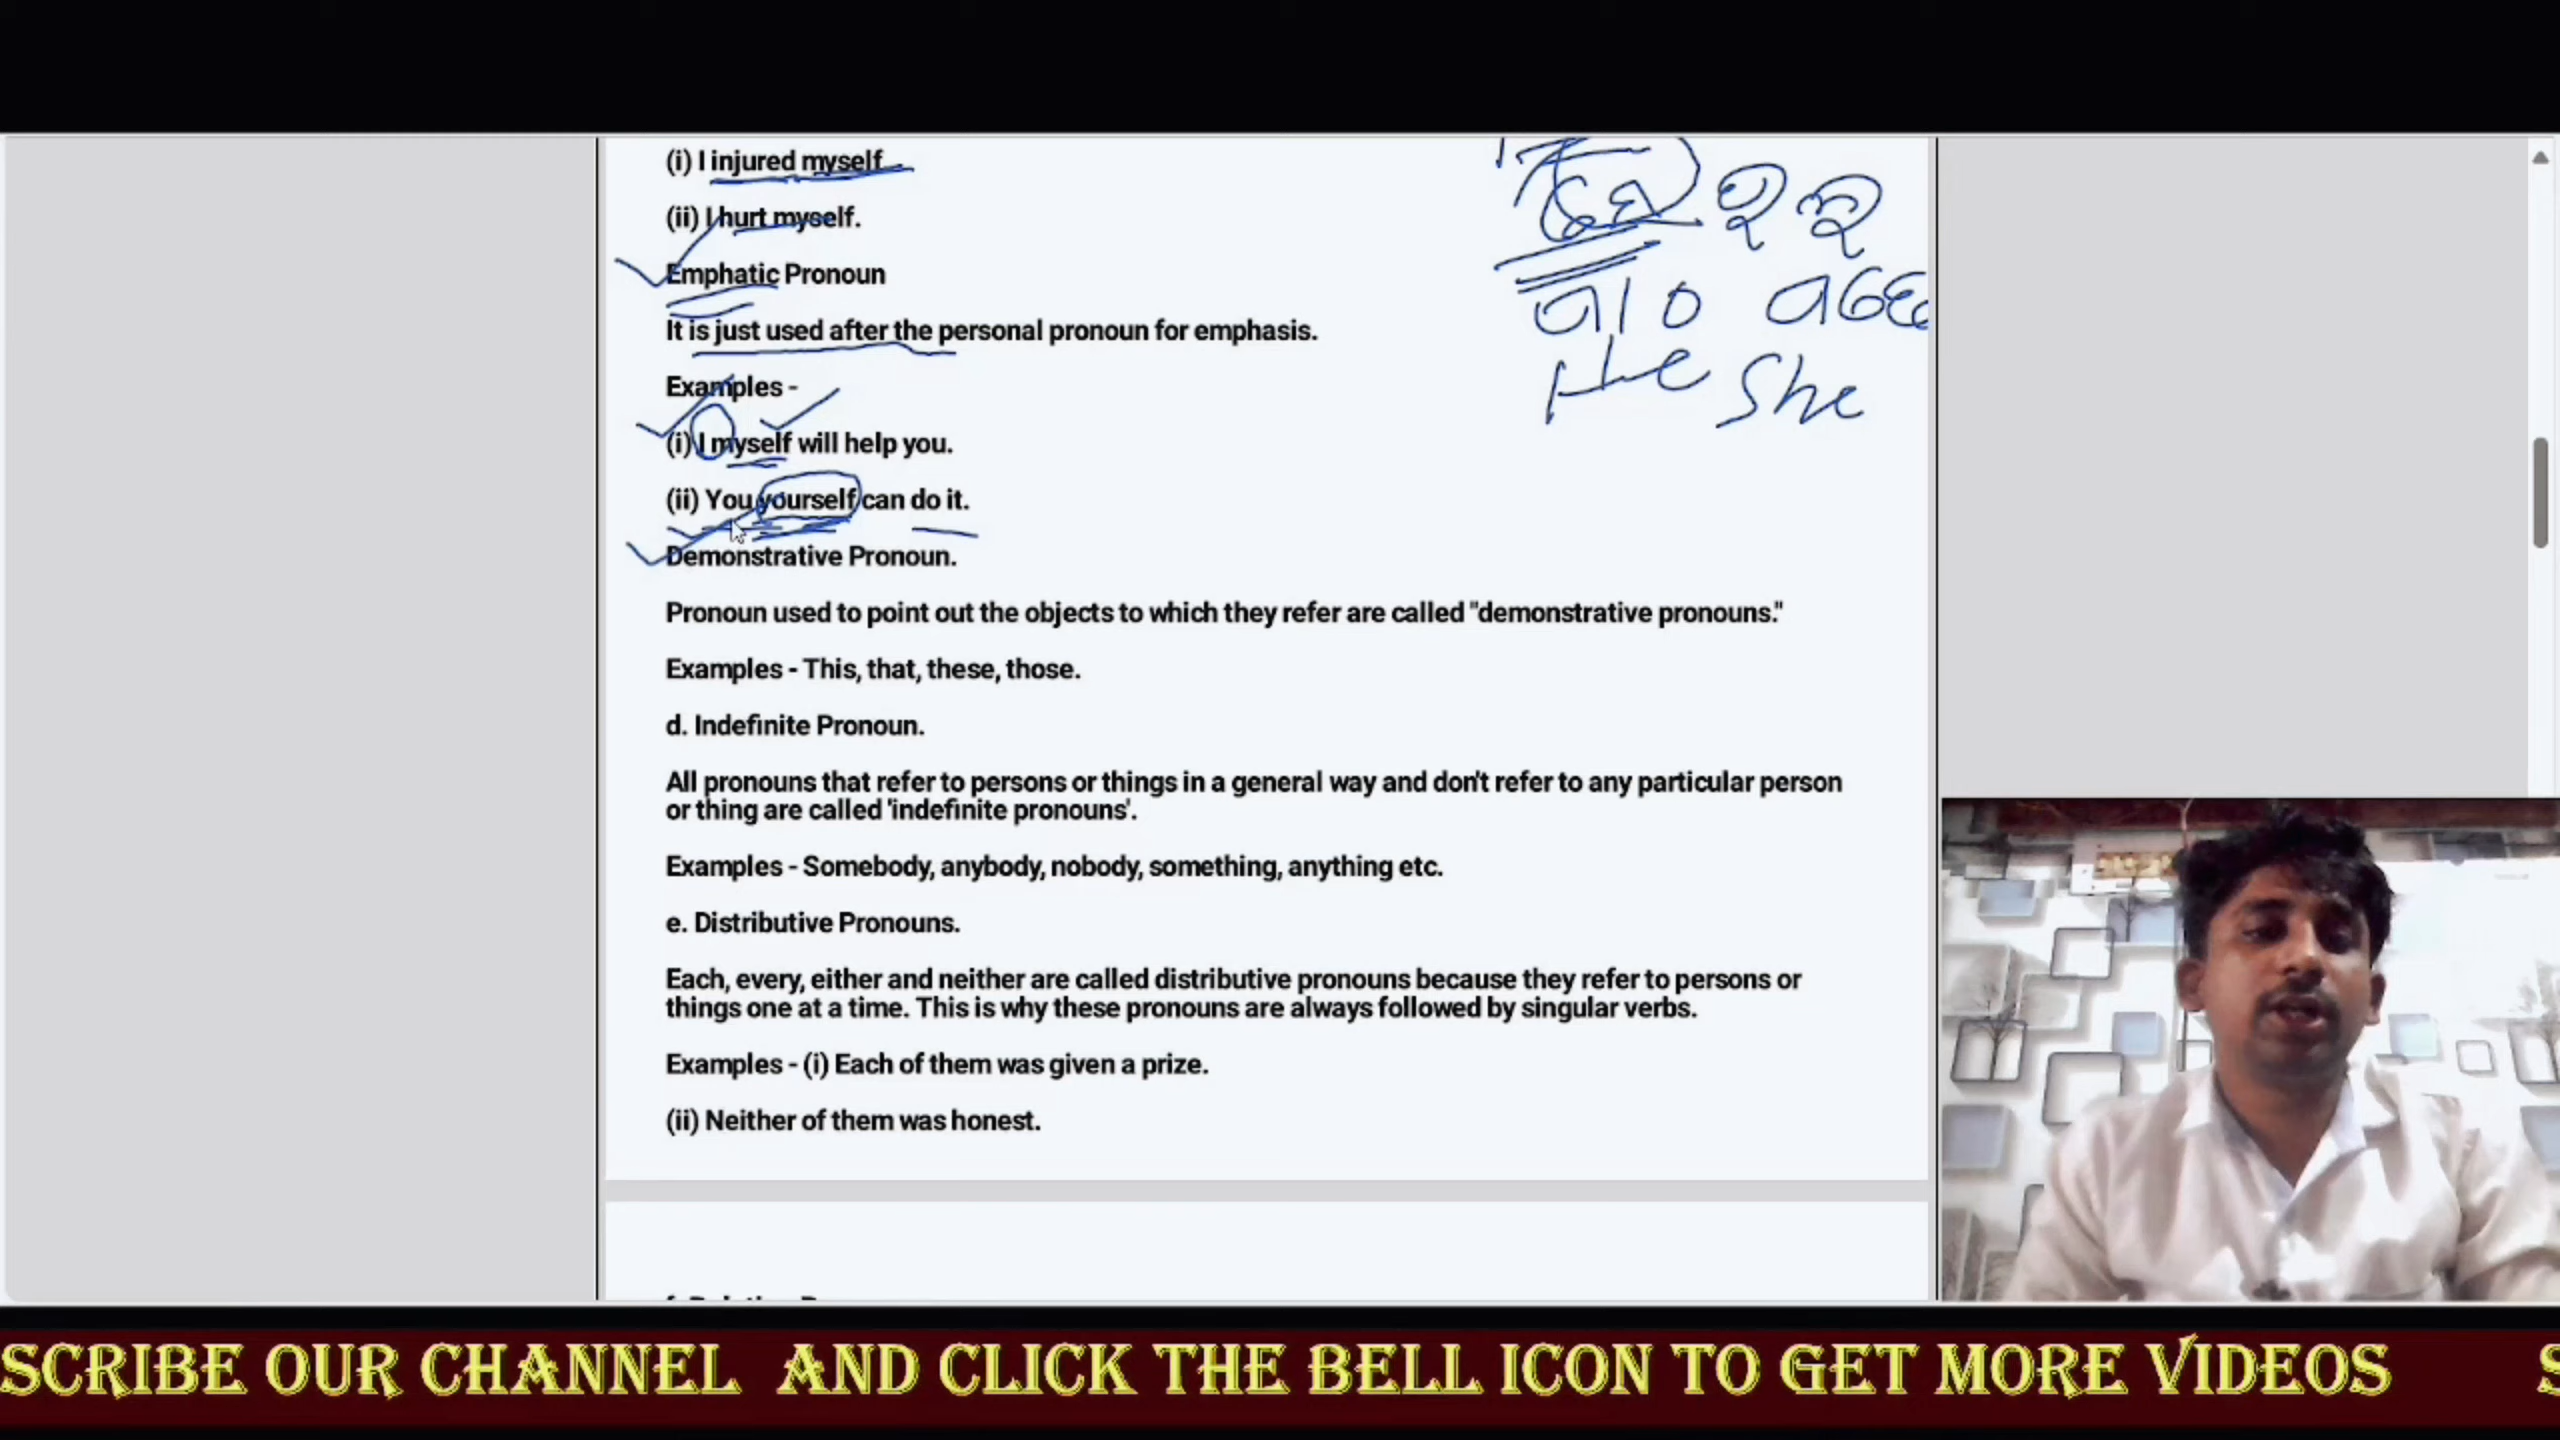 (i) I injured myself.
(ii) I hurt myself.
Emphatic Pronoun
It is just used after the personal pronoun for emphasis.
Examples -
(i) I myself will help you.
(ii) You yourself can do it.
Demonstrative Pronoun.
Pronoun used to point out the objects to which they refer are called "demonstrative pronouns."
Examples - This, that, these, those.
d. Indefinite Pronoun.
All pronouns that refer to persons or things in a general way and don't refer to any particular person
or thing are called 'indefinite pronouns'.
Examples - Somebody, anybody, nobody, something, anything etc.
e. Distributive Pronouns.
Each, every, either and neither are called distributive pronouns because they refer to persons or
things one at a time. This is why these pronouns are always followed by singular verbs.
Examples - (i) Each of them was given a prize.
(ii) Neither of them was honest.
He She
SCRIBE OUR CHANNEL AND CLICK THE BELL ICON TO GET MORE VIDEOS